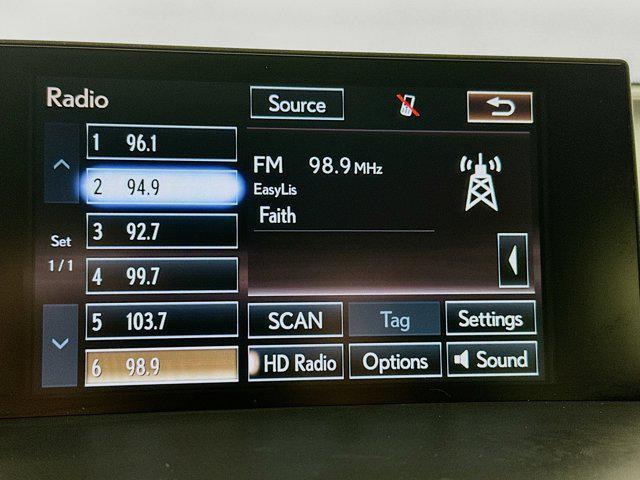 Radio
Source
1 96.1
2 94.9
3 92.7
4 99.7
5 103.7
6 98.9
Set
1/1
FM 98.9 MHz
EasyLis
Faith
SCAN
Tag
Settings
HD Radio
Options
Sound